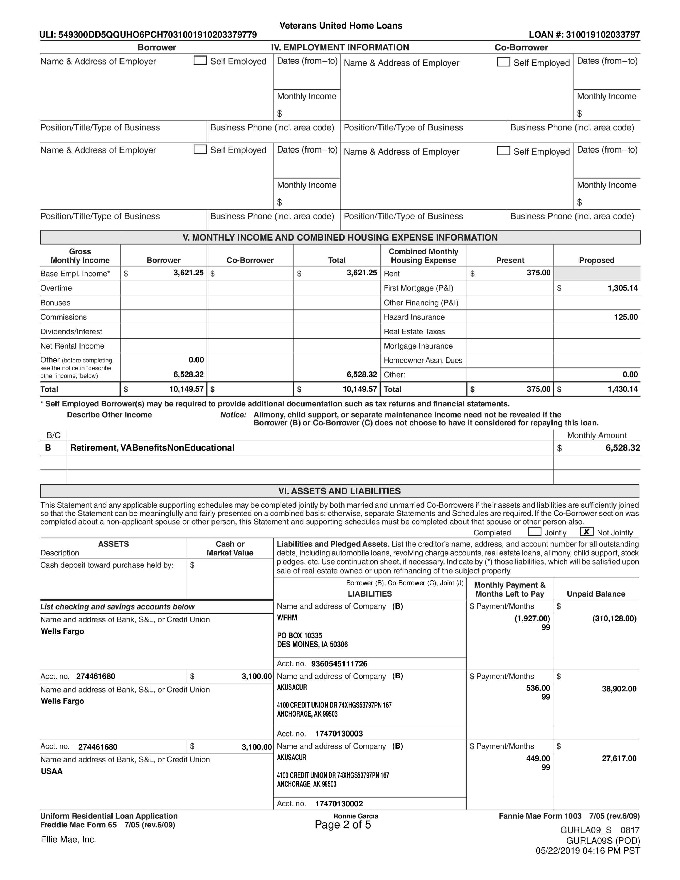 Veterans United Home Loans
ULI: 549300DD5QQUHO6PCH7031001910203379779 LOAN #: 310019102033797
Borrower IV. EMPLOYMENT INFORMATION Co-Borrower
Name & Address of Employer Self Employed Dates (from–to) Name & Address of Employer Self Employed Dates (from–to)
Monthly Income Monthly Income
$ $
Position/Title/Type of Business Business Phone (incl. area code) Position/Title/Type of Business Business Phone (incl. area code)
Name & Address of Employer Self Employed Dates (from–to) Name & Address of Employer Self Employed Dates (from–to)
Monthly Income Monthly Income
$ $
Position/Title/Type of Business Business Phone (incl. area code) Position/Title/Type of Business Business Phone (incl. area code)
V. MONTHLY INCOME AND COMBINED HOUSING EXPENSE INFORMATION
Gross Monthly Income Borrower Co-Borrower Total Combined Monthly Housing Expense Present Proposed
Base Empl. Income* $ 3,621.25 $ $ 3,621.25 Rent $ 375.00
Overtime First Mortgage (P&I) $ 1,305.14
Bonuses Other Financing (P&I)
Commissions Hazard Insurance 125.00
Dividends/Interest Real Estate Taxes
Net Rental Income Mortgage Insurance
Other (before completing, see the notice in "describe other income," below) 0.00 Homeowner Assn. Dues
6,528.32 6,528.32 Other: 0.00
Total $ 10,149.57 $ $ 10,149.57 Total $ 375.00 $ 1,430.14
* Self Employed Borrower(s) may be required to provide additional documentation such as tax returns and financial statements.
Describe Other Income Notice: Alimony, child support, or separate maintenance income need not be revealed if the
Borrower (B) or Co-Borrower (C) does not choose to have it considered for repaying this loan.
B/C Monthly Amount
B Retirement, VABenefitsNonEducational $ 6,528.32
VI. ASSETS AND LIABILITIES
This Statement and any applicable supporting schedules may be completed jointly by both married and unmarried Co-Borrowers if their assets and liabilities are sufficiently joined
so that the Statement can be meaningfully and fairly presented on a combined basis; otherwise, separate Statements and Schedules are required. If the Co-Borrower section was
completed about a non-applicant spouse or other person, this Statement and supporting schedules must be completed about that spouse or other person also.
Completed Jointly X Not Jointly
ASSETS Cash or Market Value
Description
Cash deposit toward purchase held by: $
Liabilities and Pledged Assets. List the creditor's name, address, and account number for all outstanding
debts, including automobile loans, revolving charge accounts, real estate loans, alimony, child support, stock
pledges, etc. Use continuation sheet, if necessary. Indicate by (*) those liabilities, which will be satisfied upon
sale of real estate owned or upon refinancing of the subject property.
Borrower (B), Co-Borrower (C), Joint (J)
LIABILITIES Monthly Payment & Months Left to Pay Unpaid Balance
List checking and savings accounts below
Name and address of Bank, S&L, or Credit Union
Wells Fargo
Name and address of Company (B) $ Payment/Months $
WFHM (1,927.00) (310,128.00)
99
PO BOX 10335
DES MOINES, IA 50306
Acct. no. 9360545111726
Acct. no. 274461680 $ 3,100.00
Name and address of Bank, S&L, or Credit Union
Wells Fargo
Name and address of Company (B) $ Payment/Months $
AKUSACUR 536.00 38,902.00
99
4100 CREDIT UNION DR 74XHGS53797PN 167
ANCHORAGE, AK 99503
Acct. no. 17470130003
Acct. no. 274461680 $ 3,100.00
Name and address of Bank, S&L, or Credit Union
USAA
Name and address of Company (B) $ Payment/Months $
AKUSACUR 449.00 27,617.00
99
4100 CREDIT UNION DR 74XHGS53797PN 167
ANCHORAGE, AK 99503
Acct. no. 17470130002
Uniform Residential Loan Application Ronnie Garcia Fannie Mae Form 1003 7/05 (rev.6/09)
Freddie Mac Form 65 7/05 (rev.6/09) Page 2 of 5
Ellie Mae, Inc. GURLA09_S 0817
GURLA09S (POD)
05/22/2019 04:16 PM PST